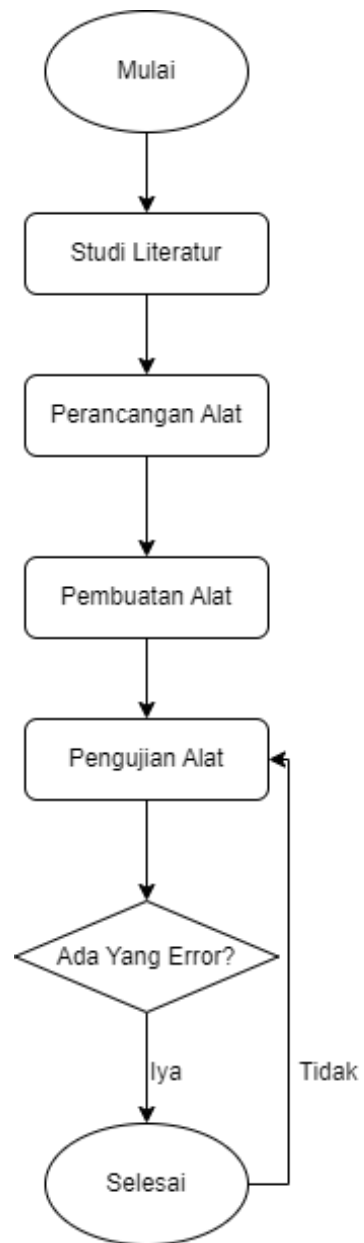 Mulai
Studi Literatur
Perancangan Alat
Pembuatan Alat
Pengujian Alat
Ada Yang Error?
Iya
Tidak
Selesai